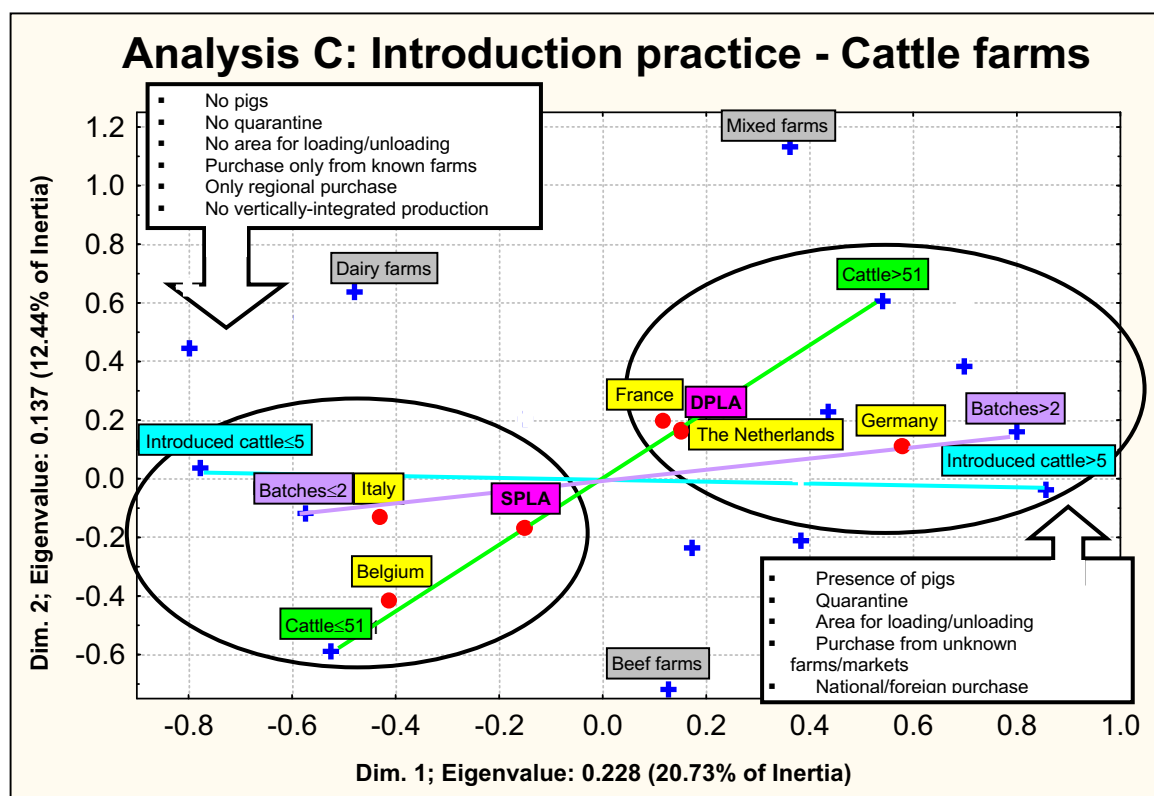 Analysis C: Introduction practice - Cattle farms
▪ No pigs
▪ No quarantine
▪ No area for loading/unloading
▪ Purchase only from known farms
▪ Only regional purchase
▪ No vertically-integrated production
Mixed farms
Dairy farms
Cattle>51
France
DPLA
The Netherlands
Germany
Batches>2
Introduced cattle>5
Introduced cattle≤5
Batches≤2
Italy
SPLA
Belgium
Cattle≤51
Beef farms
▪ Presence of pigs
▪ Quarantine
▪ Area for loading/unloading
▪ Purchase from unknown
farms/markets
▪ National/foreign purchase
1.2
1.0
0.8
0.6
0.4
0.2
0.0
-0.2
-0.4
-0.6
Dim. 2; Eigenvalue: 0.137 (12.44% of Inertia)
-0.8 -0.6 -0.4 -0.2 0.0 0.2 0.4 0.6 0.8 1.0
Dim. 1; Eigenvalue: 0.228 (20.73% of Inertia)